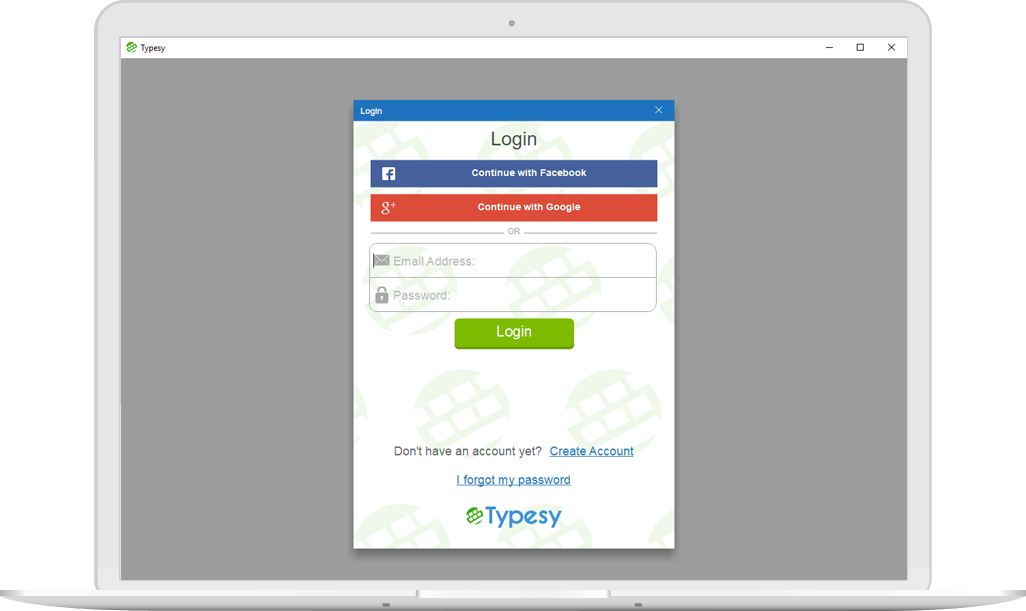 Typesy
Login
Login
Continue with Facebook
g+ Continue with Google
OR
Email Address:
Password:
Login
Don't have an account yet? Create Account
I forgot my password
Typesy